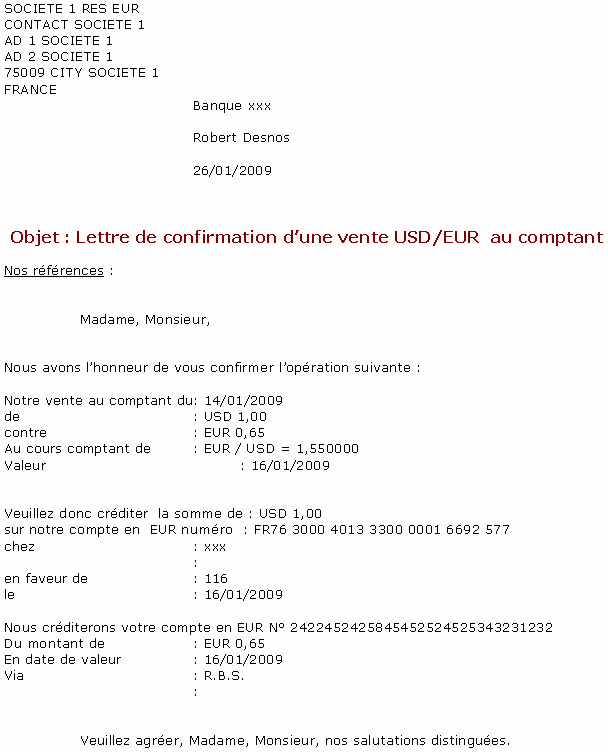 SOCIETE 1 RES EUR
CONTACT SOCIETE 1
AD 1 SOCIETE 1
AD 2 SOCIETE 1
75009 CITY SOCIETE 1
FRANCE
Banque xxx
Robert Desnos
26/01/2009
Objet : Lettre de confirmation d’une vente USD/EUR au comptant
Nos références :
Madame, Monsieur,
Nous avons l’honneur de vous confirmer l’opération suivante :
Notre vente au comptant du: 14/01/2009
de : USD 1,00
contre : EUR 0,65
Au cours comptant de : EUR / USD = 1,550000
Valeur : 16/01/2009
Veuillez donc créditer la somme de : USD 1,00
sur notre compte en EUR numéro : FR76 3000 4013 3300 0001 6692 577
chez : xxx
:
en faveur de : 116
le : 16/01/2009
Nous créditerons votre compte en EUR N° 24224524258454525245253432​31232
Du montant de : EUR 0,65
En date de valeur : 16/01/2009
Via : R.B.S.
:
Veuillez agréer, Madame, Monsieur, nos salutations distinguées.